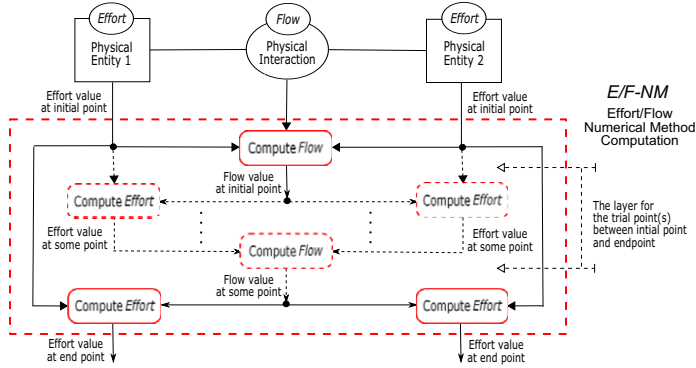 Effort
Flow
Effort
Physical
Entity 1
Physical
Interaction
Physical
Entity 2
Effort value
at initial point
Effort value
at initial point
E/F-NM
Effort/Flow
Numerical Method
Computation
Compute Flow
Flow value
at initial point
Compute Effort
Compute Effort
The layer for
the trial point(s)
between intial point
and endpoint
Effort value
at some point
Compute Flow
Effort value
at some point
Flow value
at some point
Compute Effort
Compute Effort
Effort value
at end point
Effort value
at end point